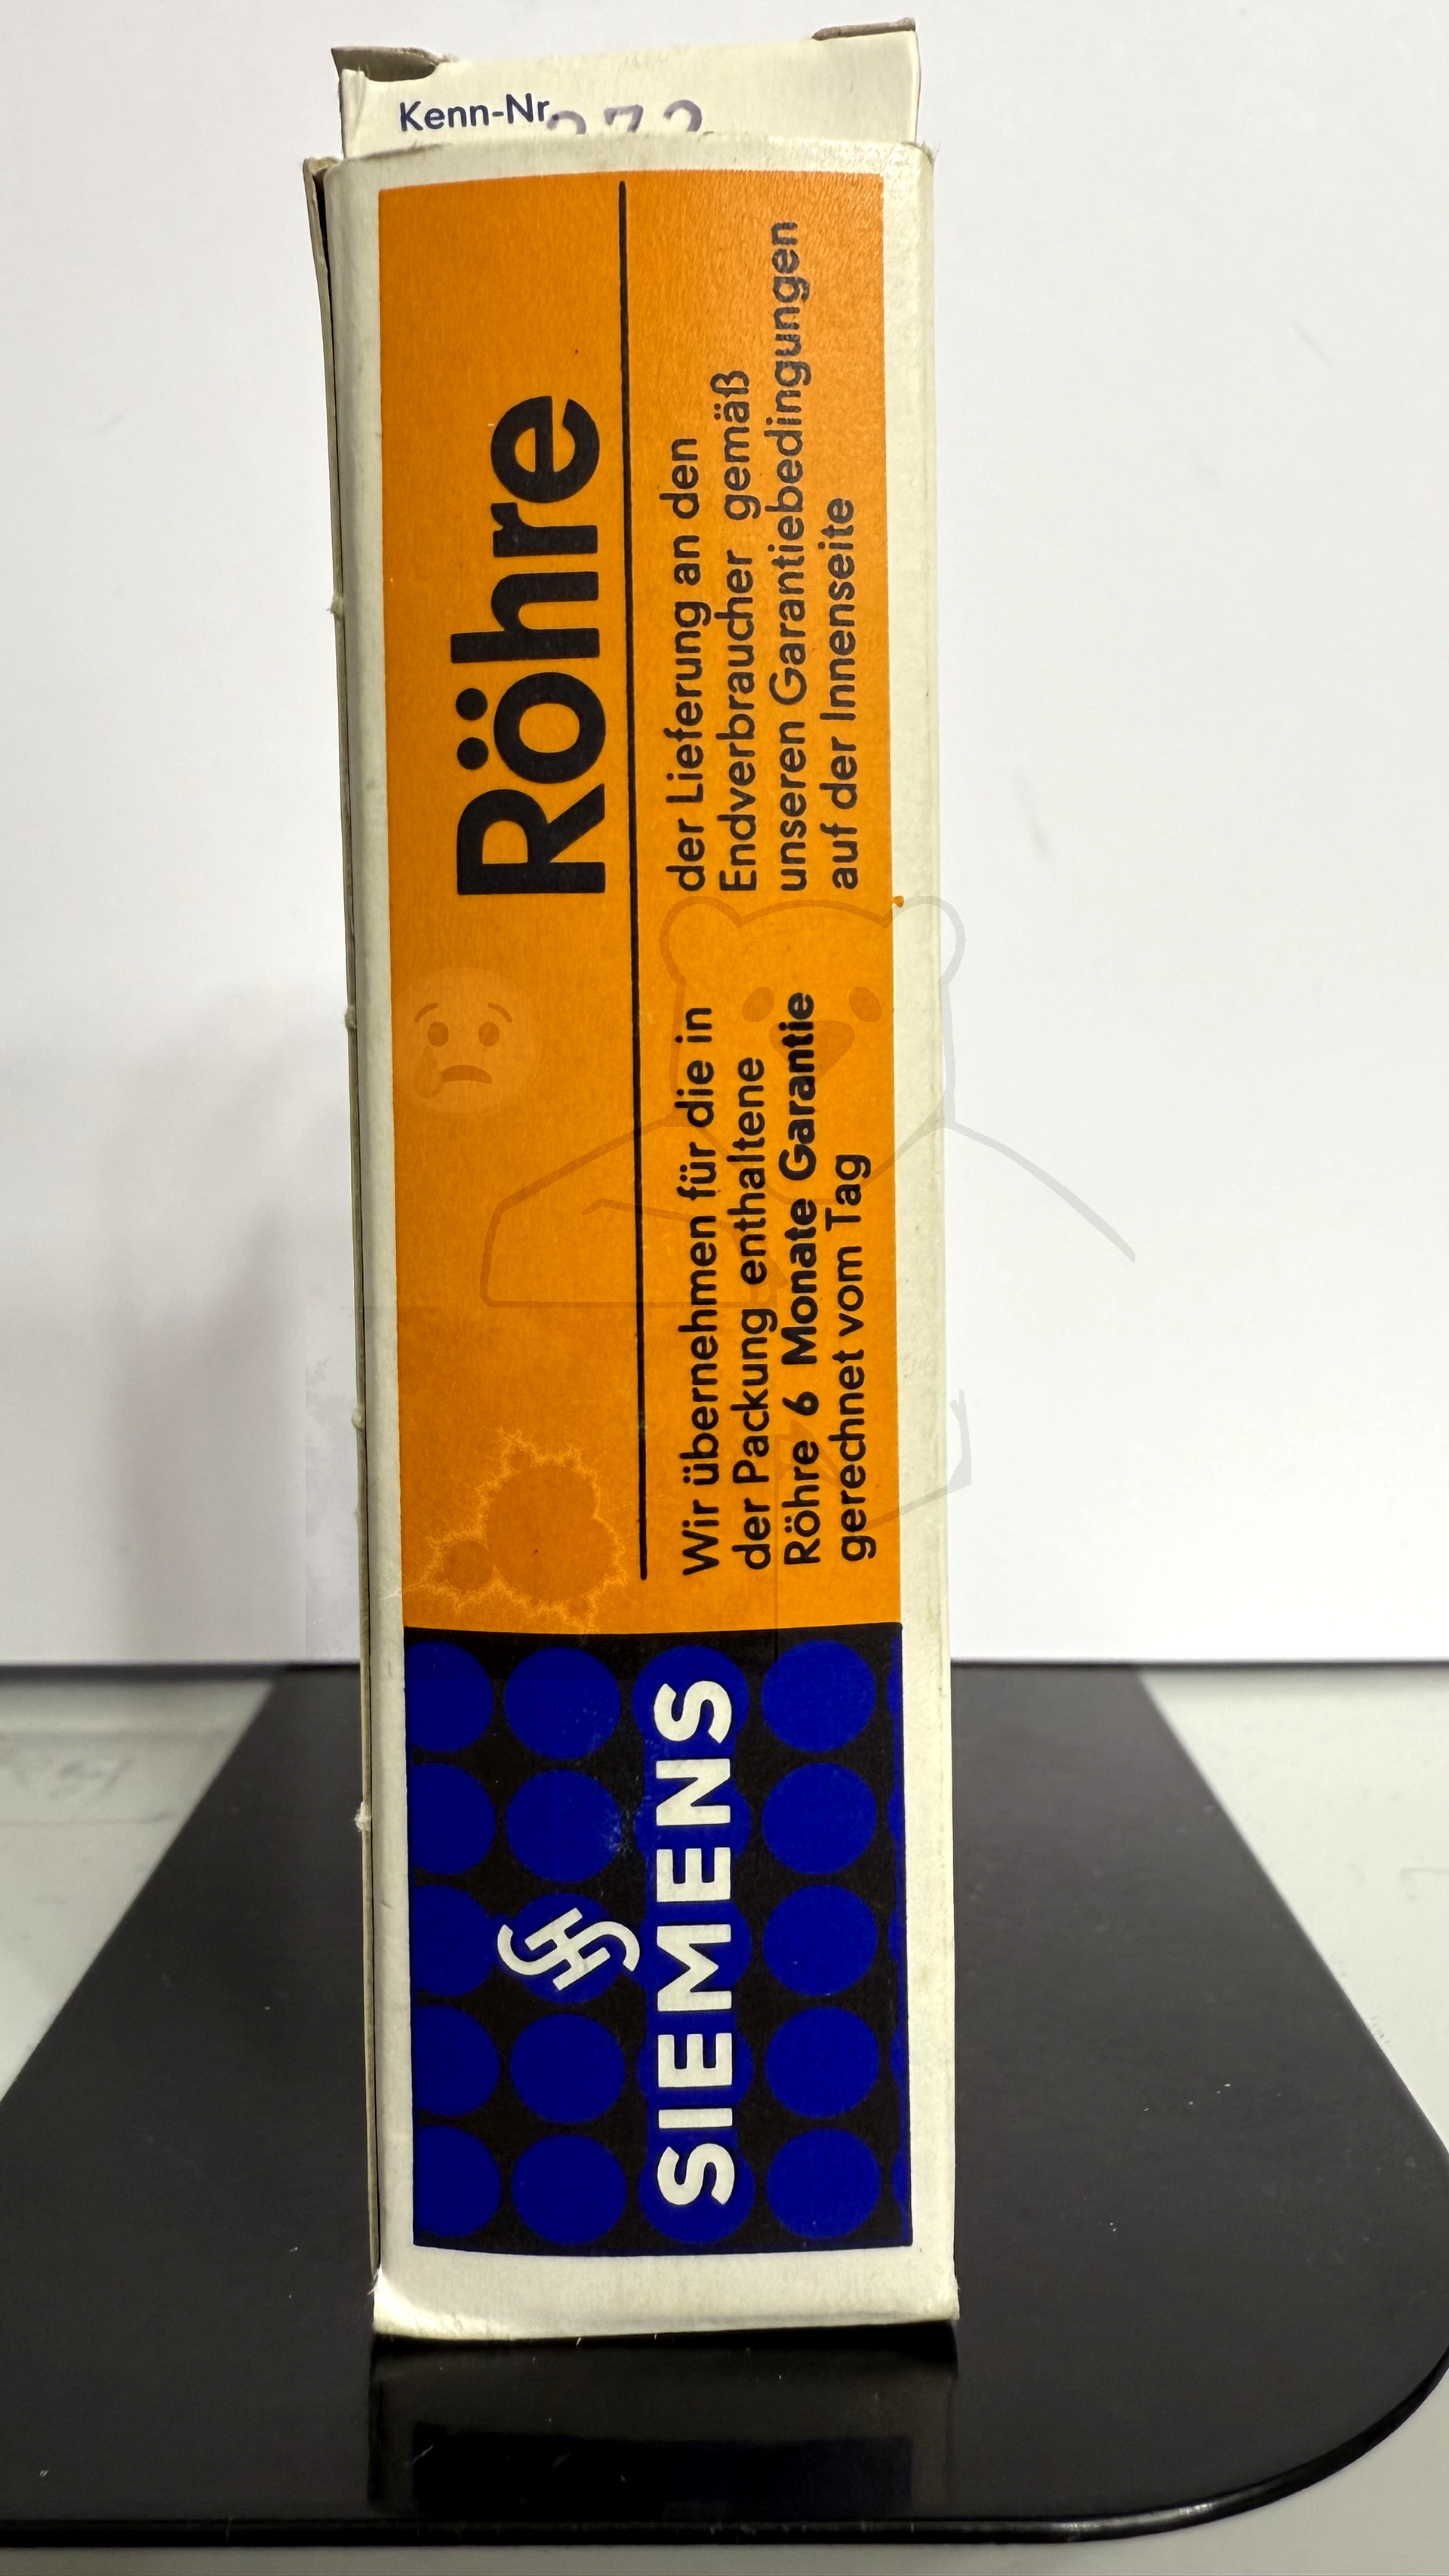 Kenn-Nr.
Röhre
Wir übernehmen für die in
der Packung enthaltene
Röhre 6 Monate Garantie
gerechnet vom Tag
der Lieferung an den
Endverbraucher gemäß
unseren Garantiebedingungen
auf der Innenseite
SIEMENS